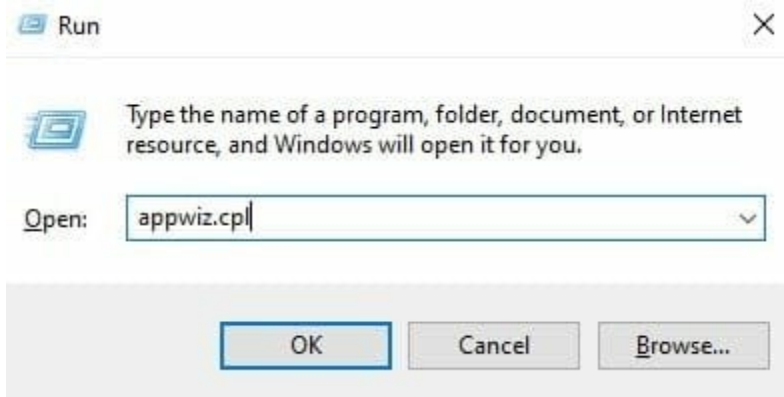 Run
Type the name of a program, folder, document, or Internet
resource, and Windows will open it for you.
Open: appwiz.cpl
OK Cancel Browse...